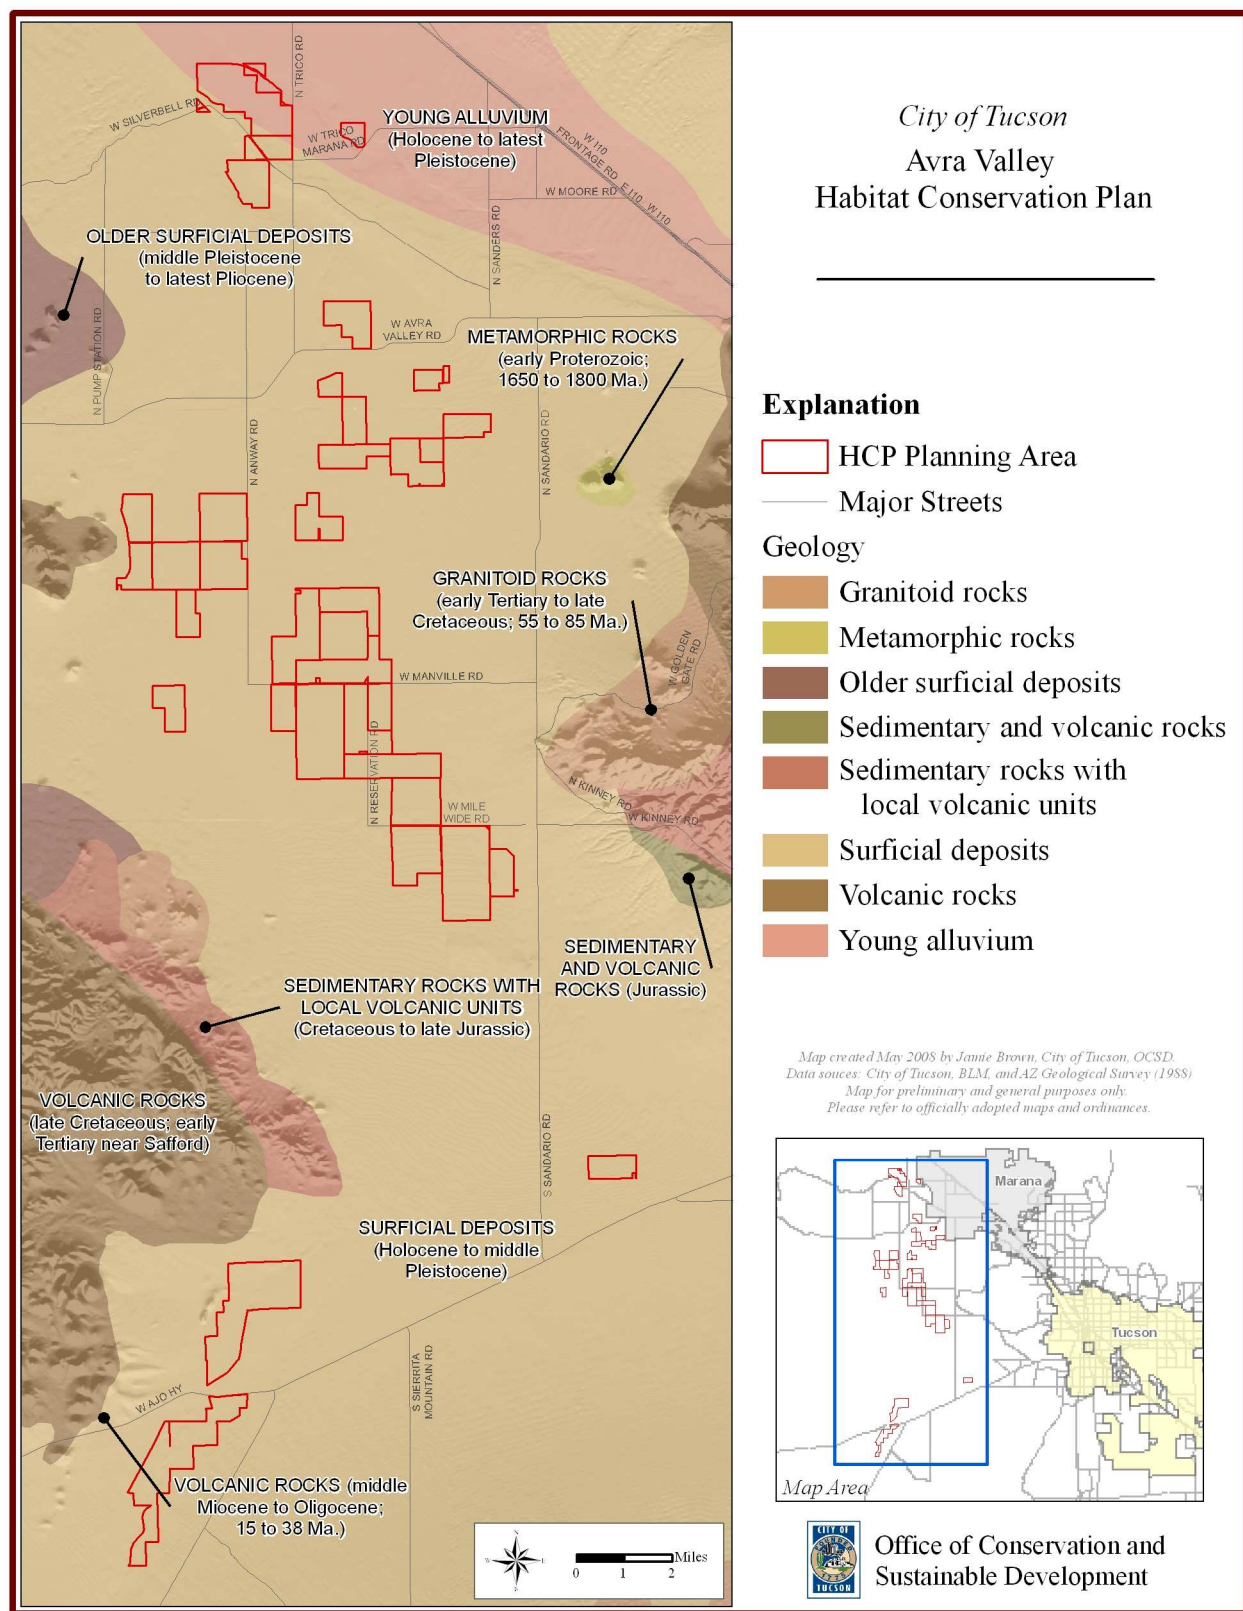 City of Tucson
Avra Valley
Habitat Conservation Plan
Explanation
HCP Planning Area
Major Streets
Geology
Granitoid rocks
Metamorphic rocks
Older surficial deposits
Sedimentary and volcanic rocks
Sedimentary rocks with
local volcanic units
Surficial deposits
Volcanic rocks
Young alluvium
Map created May 2008 by Jamie Brown, City of Tucson, OCSD.
Data souces: City of Tucson, BLM, and AZ Geological Survey (1988)
Map for preliminary and general purposes only.
Please refer to officially adopted maps and ordinances.
Marana
Tucson
Map Area
CITY OF
TUCSON
Office of Conservation and
Sustainable Development
N TRICO RD
W SILVERBELL RD
W TRICO
MARANA RD
YOUNG ALLUVIUM
(Holocene to latest
Pleistocene)
W I10
FRONTAGE RD
E I10
W I10
W MOORE RD
N SANDERS RD
OLDER SURFICIAL DEPOSITS
(middle Pleistocene
to latest Pliocene)
N PUMP STATION RD
W AVRA
VALLEY RD
METAMORPHIC ROCKS
(early Proterozoic;
1650 to 1800 Ma.)
N ANWAY RD
N SANDARIO RD
GRANITOID ROCKS
(early Tertiary to late
Cretaceous; 55 to 85 Ma.)
W GOLDEN
GATE RD
W MANVILLE RD
N RESERVATION RD
N KINNEY RD
W KINNEY RD
W MILE
WIDE RD
SEDIMENTARY
AND VOLCANIC
ROCKS (Jurassic)
SEDIMENTARY ROCKS WITH
LOCAL VOLCANIC UNITS
(Cretaceous to late Jurassic)
VOLCANIC ROCKS
(late Cretaceous; early
Tertiary near Safford)
S SANDARIO RD
SURFICIAL DEPOSITS
(Holocene to middle
Pleistocene)
S SIERRITA
MOUNTAIN RD
W AJO HY
VOLCANIC ROCKS (middle
Miocene to Oligocene;
15 to 38 Ma.)
N
W
E
S
Miles
0 1 2